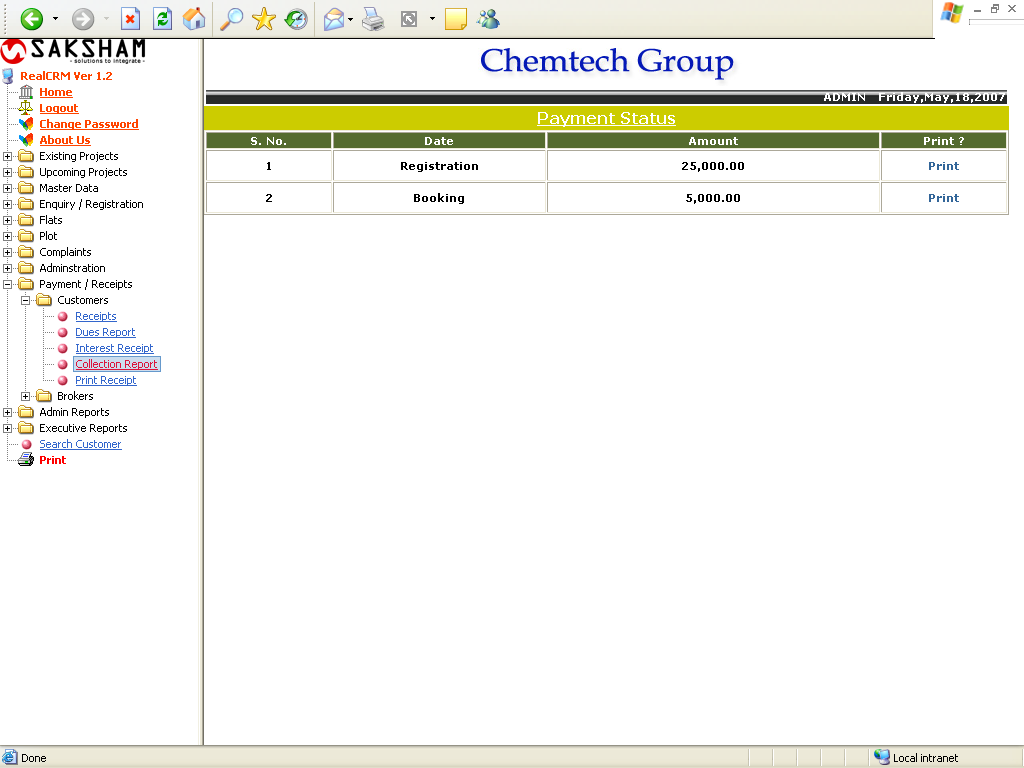 SAKSHAM
- solutions to integrate -
RealCRM Ver 1.2
Home
Logout
Change Password
About Us
Existing Projects
Upcoming Projects
Master Data
Enquiry / Registration
Flats
Plot
Complaints
Adminstration
Payment / Receipts
Customers
Receipts
Dues Report
Interest Receipt
Collection Report
Print Receipt
Brokers
Admin Reports
Executive Reports
Search Customer
Print
Chemtech Group
ADMIN Friday,May,18,2007
Payment Status
S. No. Date Amount Print ?
1 Registration 25,000.00 Print
2 Booking 5,000.00 Print
Done Local intranet